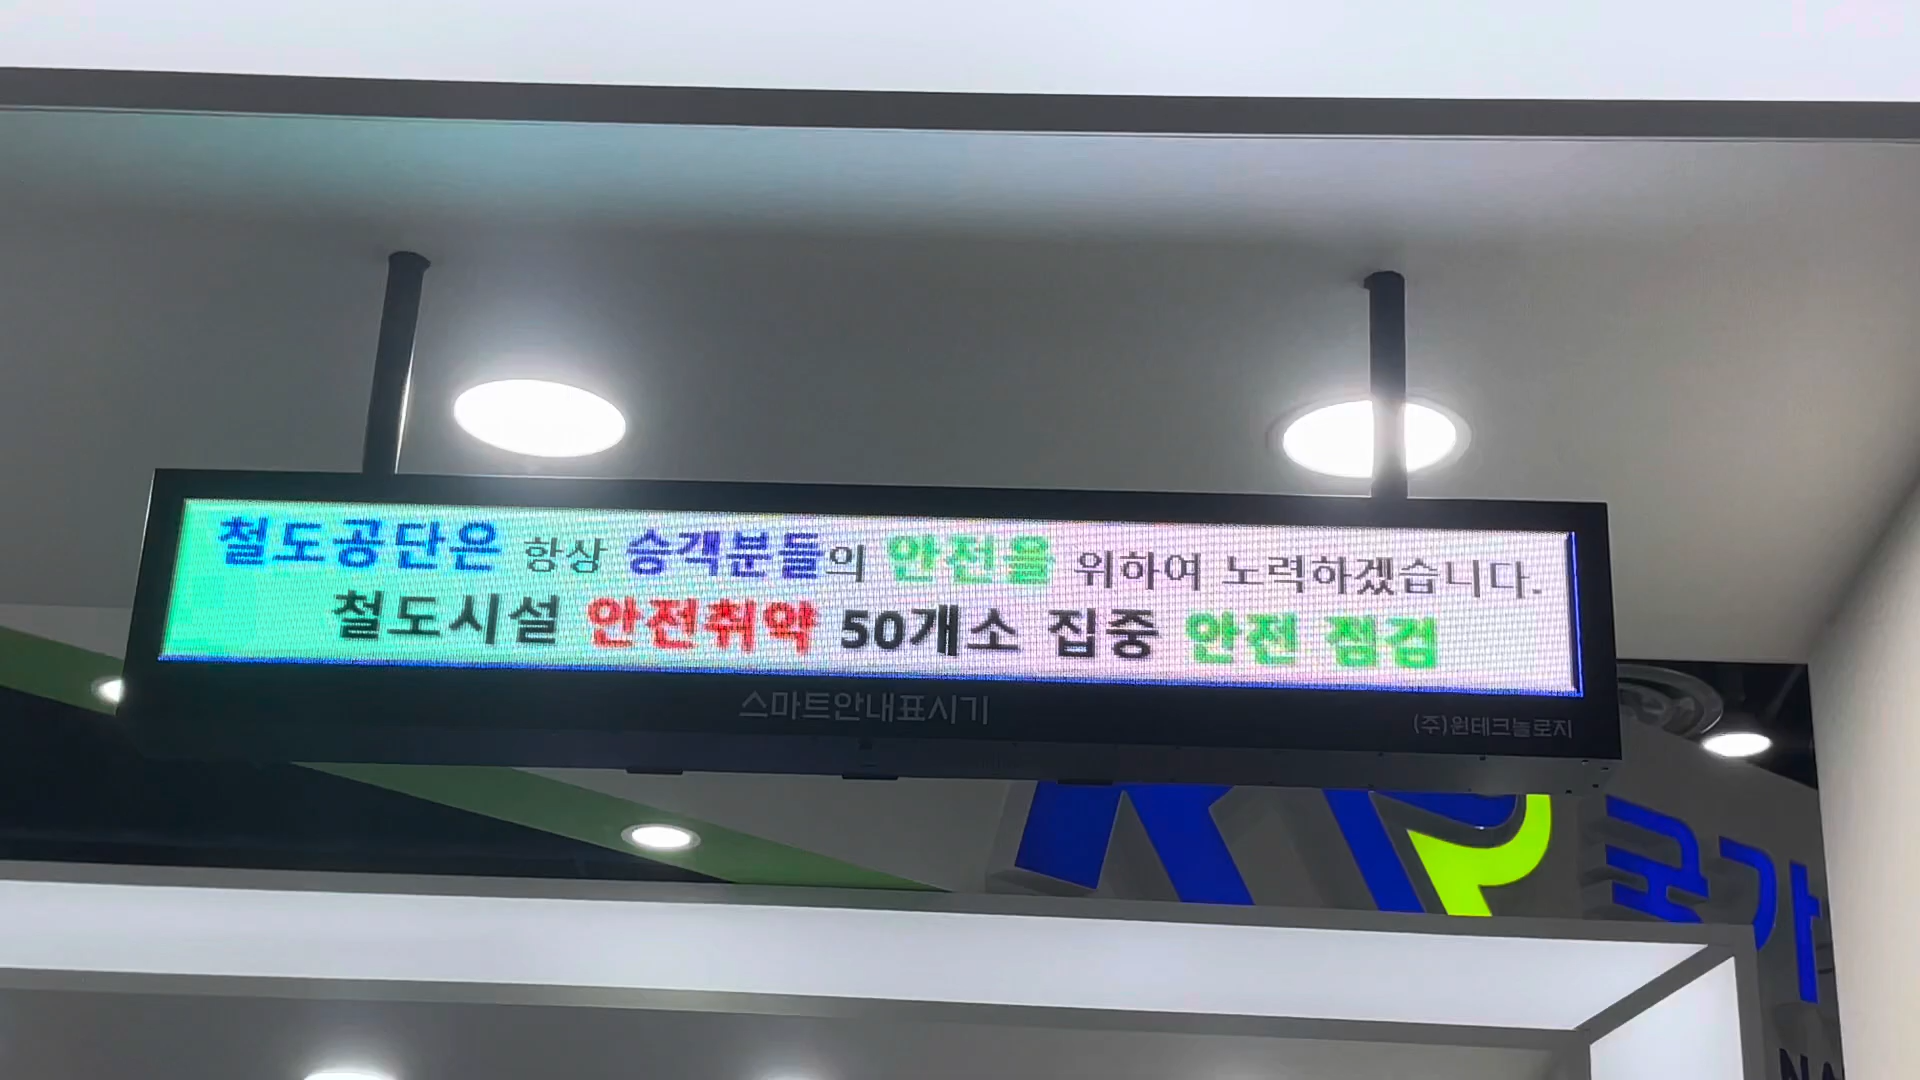 철도공단은 항상 승객분들의 안전을 위하여 노력하겠습니다.
철도시설 안전취약 50개소 집중 안전 점검
스마트안내표시기
(주)원테크놀로지
국가